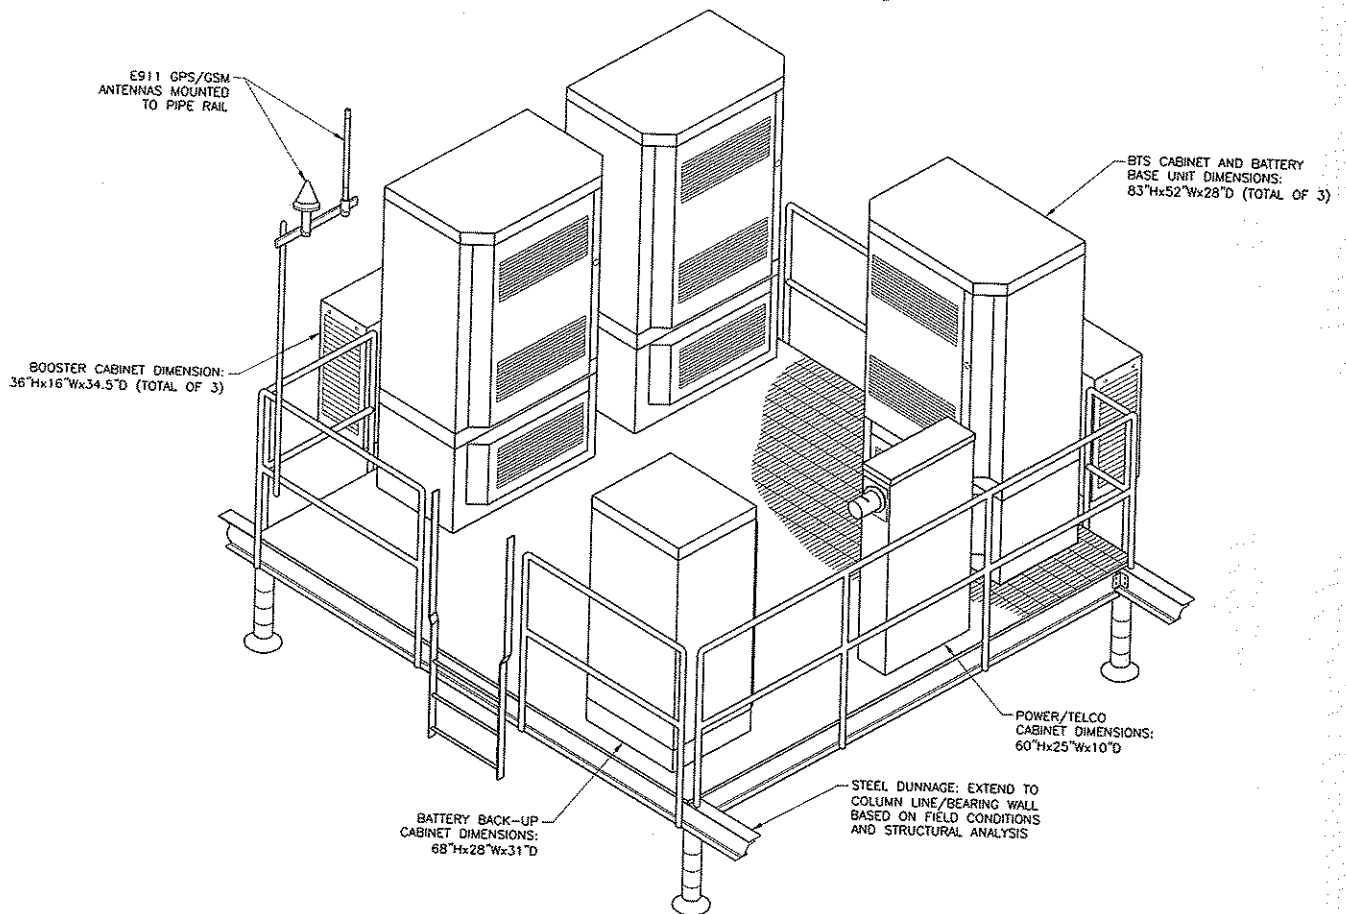 E911 GPS/GSM
ANTENNAS MOUNTED
TO PIPE RAIL
BTS CABINET AND BATTERY
BASE UNIT DIMENSIONS:
83"Hx52"Wx28"D (TOTAL OF 3)
BOOSTER CABINET DIMENSION:
36"Hx16"Wx34.5"D (TOTAL OF 3)
POWER/TELCO
CABINET DIMENSIONS:
60"Hx25"Wx10"D
STEEL DUNNAGE: EXTEND TO
COLUMN LINE/BEARING WALL
BASED ON FIELD CONDITIONS
AND STRUCTURAL ANALYSIS
BATTERY BACK-UP
CABINET DIMENSIONS:
68"Hx28"Wx31"D